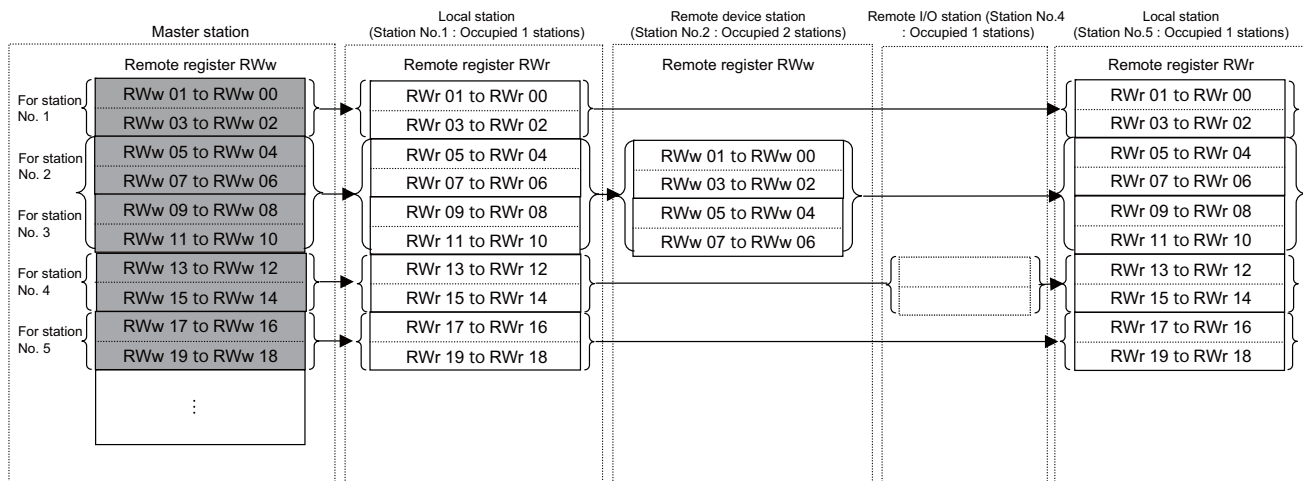 Master station
Local station
(Station No.1 : Occupied 1 stations)
Remote device station
(Station No.2 : Occupied 2 stations)
Remote I/O station (Station No.4
: Occupied 1 stations)
Local station
(Station No.5 : Occupied 1 stations)
Remote register RWw
Remote register RWr
Remote register RWw
Remote register RWr
For station
No. 1
For station
No. 2
For station
No. 3
For station
No. 4
For station
No. 5
RWw 01 to RWw 00
RWw 03 to RWw 02
RWw 05 to RWw 04
RWw 07 to RWw 06
RWw 09 to RWw 08
RWw 11 to RWw 10
RWw 13 to RWw 12
RWw 15 to RWw 14
RWw 17 to RWw 16
RWw 19 to RWw 18
⋮
RWr 01 to RWr 00
RWr 03 to RWr 02
RWr 05 to RWr 04
RWr 07 to RWr 06
RWr 09 to RWr 08
RWr 11 to RWr 10
RWr 13 to RWr 12
RWr 15 to RWr 14
RWr 17 to RWr 16
RWr 19 to RWr 18
RWw 01 to RWw 00
RWw 03 to RWw 02
RWw 05 to RWw 04
RWw 07 to RWw 06
RWr 01 to RWr 00
RWr 03 to RWr 02
RWr 05 to RWr 04
RWr 07 to RWr 06
RWr 09 to RWr 08
RWr 11 to RWr 10
RWr 13 to RWr 12
RWr 15 to RWr 14
RWr 17 to RWr 16
RWr 19 to RWr 18